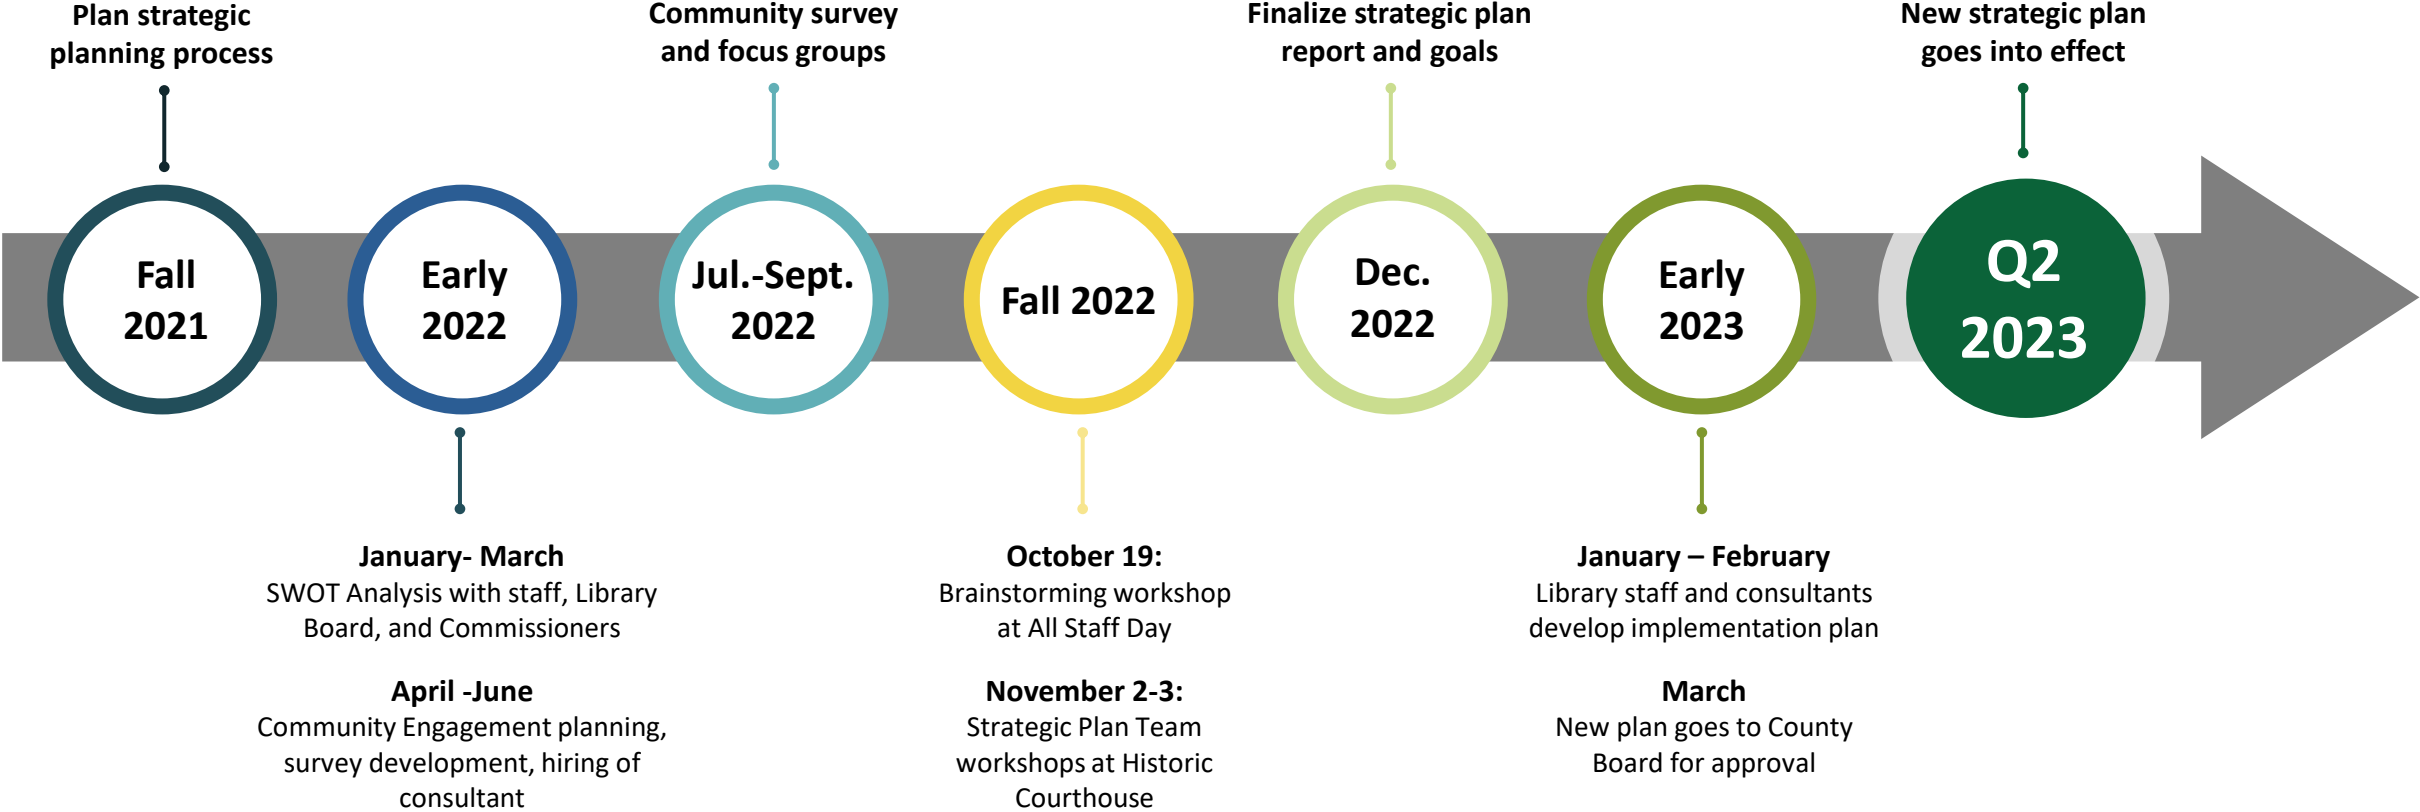 Plan strategic
planning process
Community survey
and focus groups
Finalize strategic plan
report and goals
New strategic plan
goes into effect
Fall
2021
Early
2022
Jul.-Sept.
2022
Fall 2022
Dec.
2022
Early
2023
Q2
2023
January- March
SWOT Analysis with staff, Library
Board, and Commissioners
April -June
Community Engagement planning,
survey development, hiring of
consultant
October 19:
Brainstorming workshop
at All Staff Day
November 2-3:
Strategic Plan Team
workshops at Historic
Courthouse
January – February
Library staff and consultants
develop implementation plan
March
New plan goes to County
Board for approval